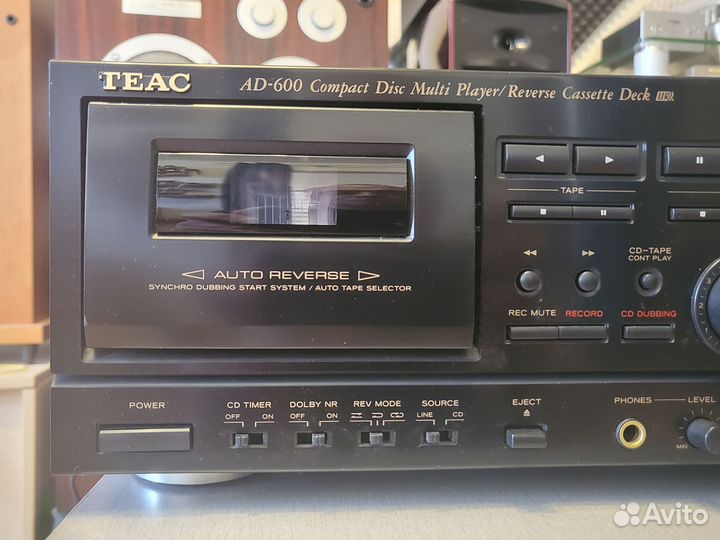 TEAC
AD-600 Compact Disc Multi Player/Reverse Cassette Deck
TAPE
CD-TAPE
CONT PLAY
AUTO REVERSE
SYNCHRO DUBBING START SYSTEM / AUTO TAPE SELECTOR
REC MUTE RECORD CD DUBBING
POWER
CD TIMER DOLBY NR REV MODE SOURCE
OFF ON OFF ON LINE CD
EJECT
PHONES LEVEL
MIN
Avito